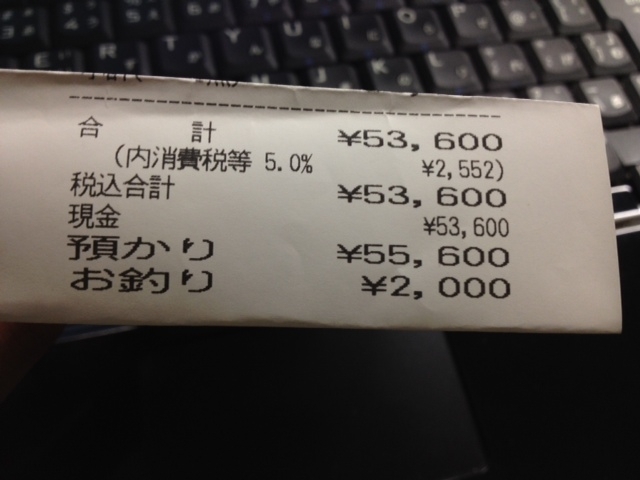 合 計 ¥53,600
(内消費税等 5.0% ¥2,552)
税込合計 ¥53,600
現金 ¥53,600
預かり ¥55,600
お釣り ¥2,000